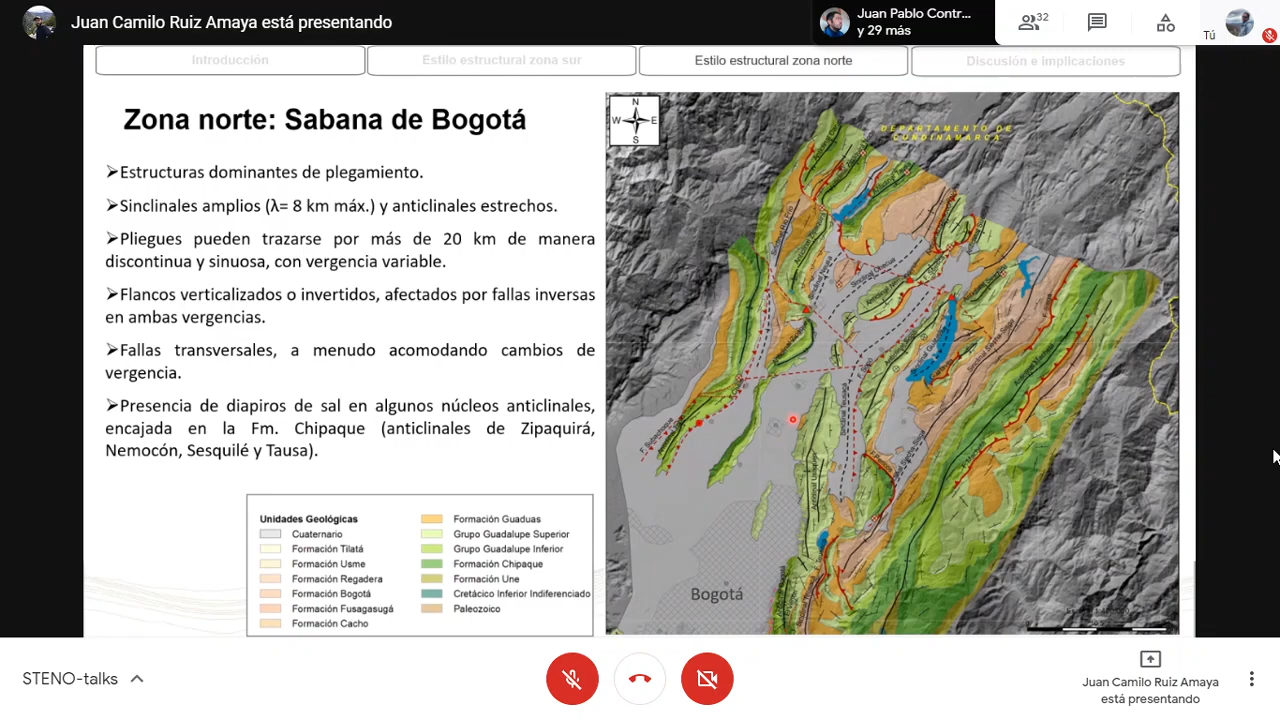 Juan Camilo Ruiz Amaya está presentando
Juan Pablo Contr...
y 29 más
32
Tú
Introducción
Estilo estructural zona sur
Estilo estructural zona norte
Discusión e implicaciones
Zona norte: Sabana de Bogotá
➤Estructuras dominantes de plegamiento.
➤Sinclinales amplios (λ= 8 km máx.) y anticlinales estrechos.
➤Pliegues pueden trazarse por más de 20 km de manera
discontinua y sinuosa, con vergencia variable.
➤Flancos verticalizados o invertidos, afectados por fallas inversas
en ambas vergencias.
➤Fallas transversales, a menudo acomodando cambios de
vergencia.
➤Presencia de diapiros de sal en algunos núcleos anticlinales,
encajada en la Fm. Chipaque (anticlinales de Zipaquirá,
Nemocón, Sesquilé y Tausa).
Unidades Geológicas
Cuaternario
Formación Tilatá
Formación Usme
Formación Regadera
Formación Bogotá
Formación Fusagasugá
Formación Cacho
Formación Guaduas
Grupo Guadalupe Superior
Grupo Guadalupe Inferior
Formación Chipaque
Formación Une
Cretácico Inferior Indiferenciado
Paleozoico
N
W E
S
DEPARTAMENTO DE
CUNDINAMARCA
Bogotá
STENO-talks
Juan Camilo Ruiz Amaya
está presentando